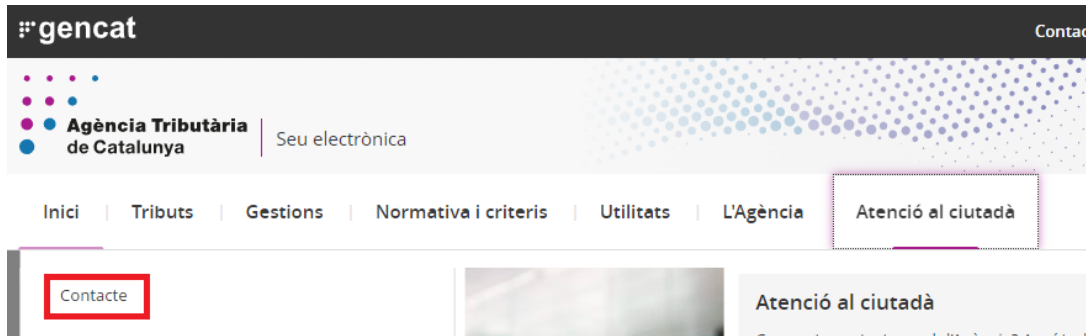 gencat
Contac
Agència Tributària
de Catalunya
Seu electrònica
Inici
Tributs
Gestions
Normativa i criteris
Utilitats
L'Agència
Atenció al ciutadà
Contacte
Atenció al ciutadà